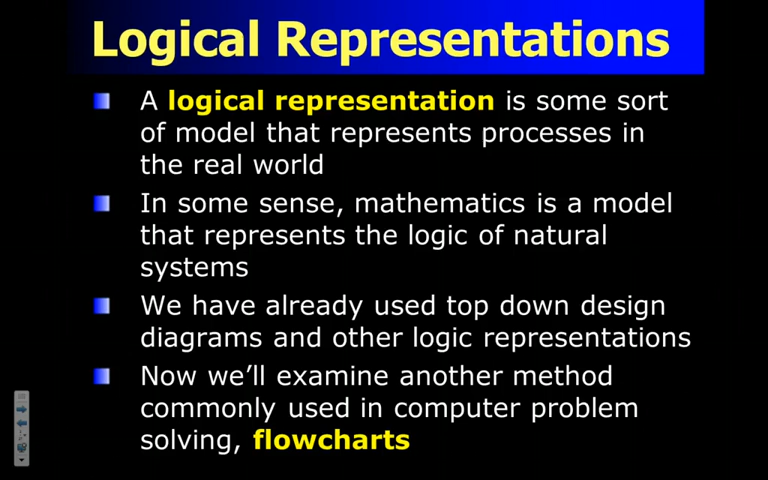 Logical Representations
A logical representation is some sort
of model that represents processes in
the real world
In some sense, mathematics is a model
that represents the logic of natural
systems
We have already used top down design
diagrams and other logic representations
Now we'll examine another method
commonly used in computer problem
solving, flowcharts